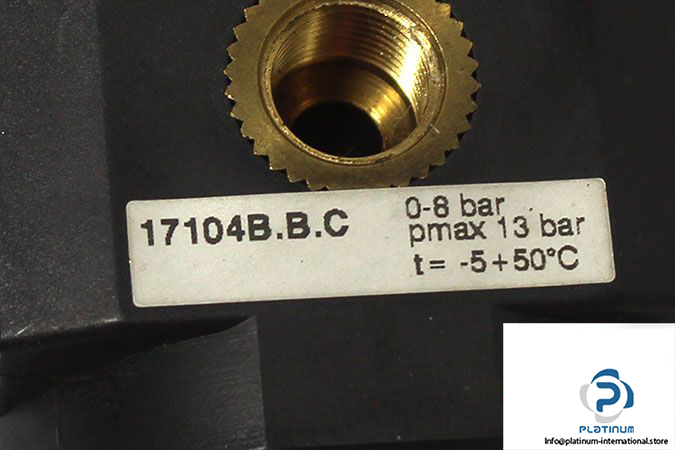 17104B.B.C
0-8 bar
pmax 13 bar
t= -5+50°C
PLATINUM
Info@platinum-international.store